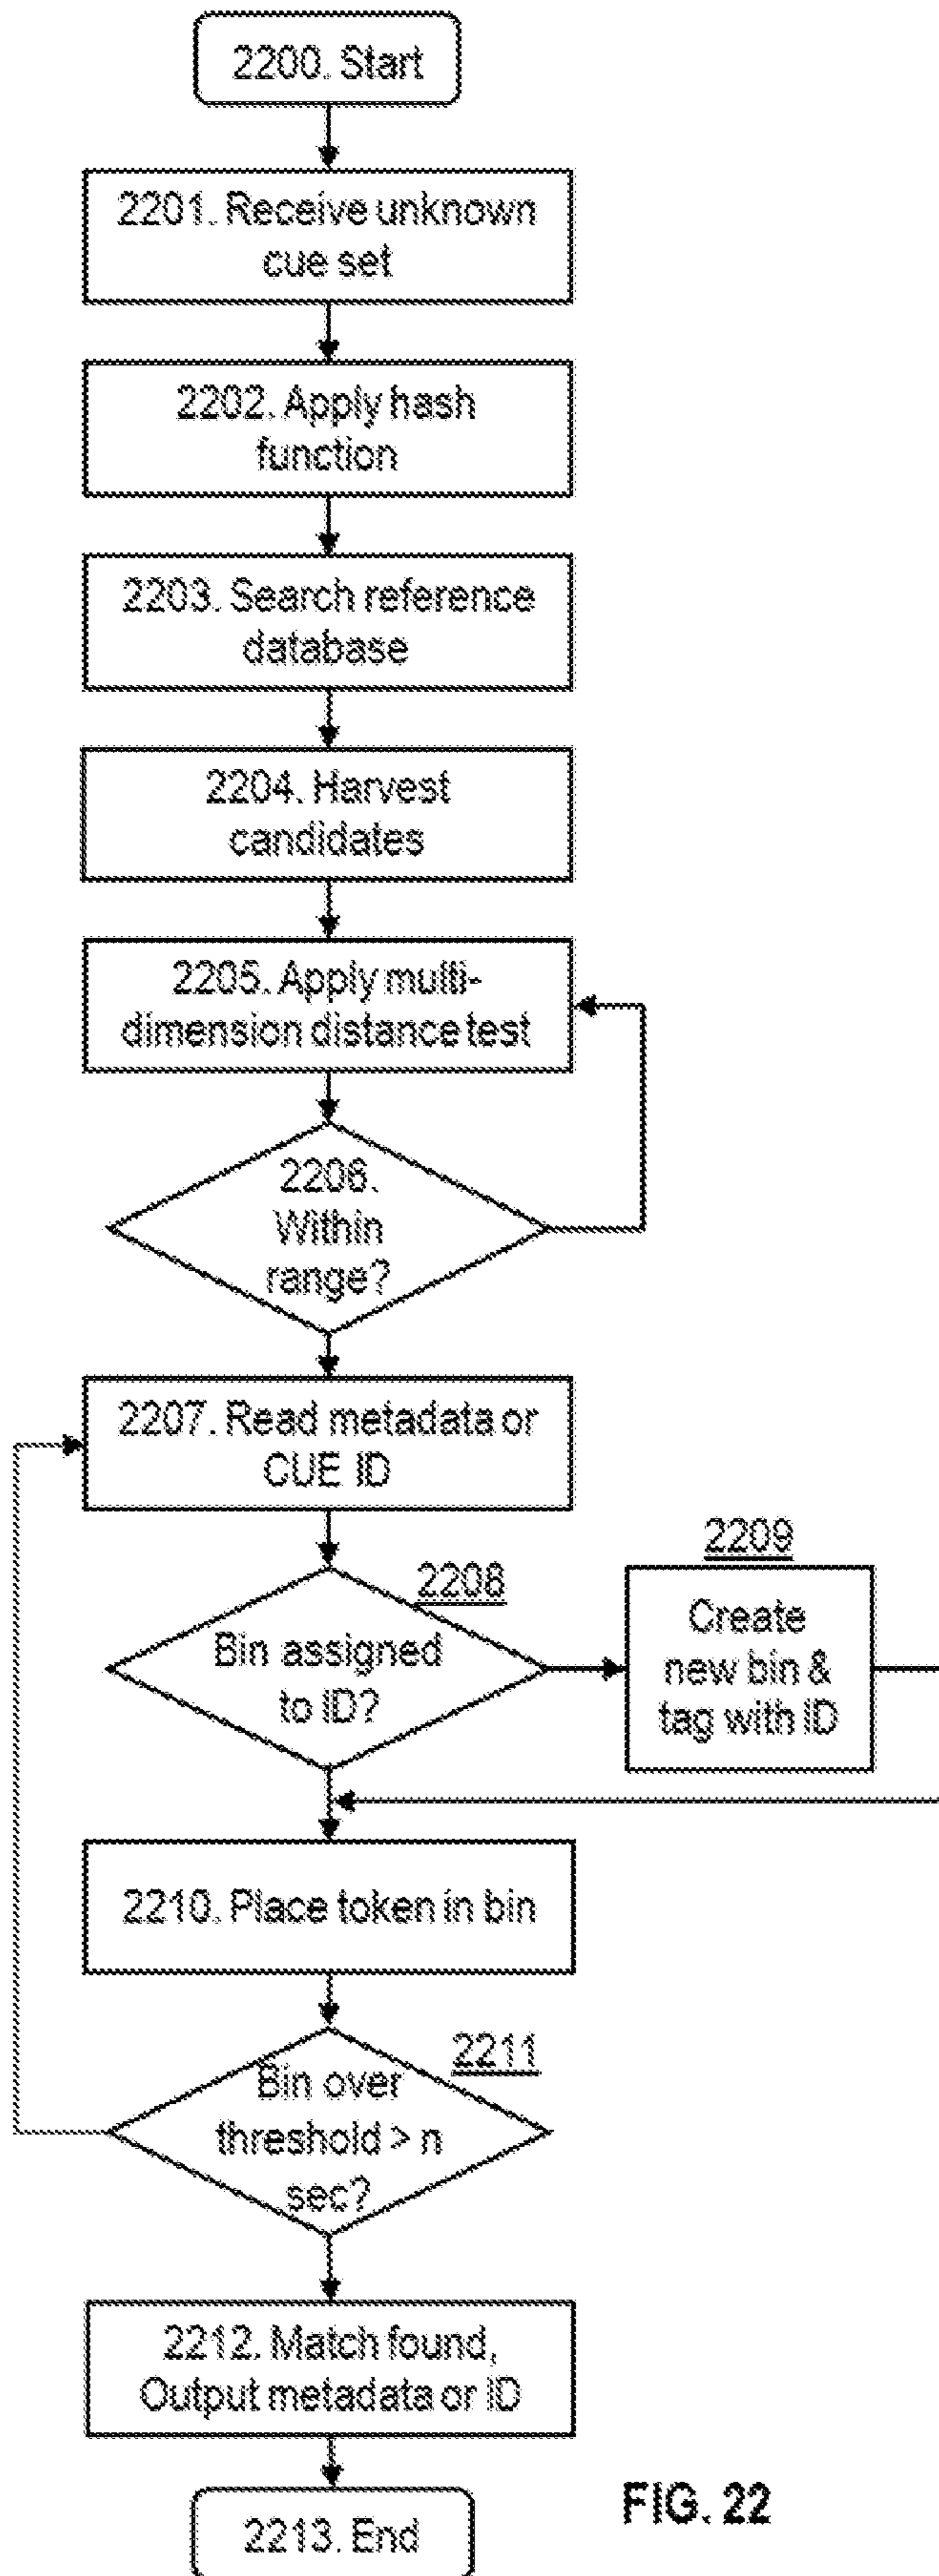 2200. Start
2201. Receive unknown
cue set
2202. Apply hash
function
2203. Search reference
database
2204. Harvest
candidates
2205. Apply multi-
dimension distance test
2206.
Within
range?
2207. Read metadata or
CUE ID
2208
Bin assigned
to ID?
2209
Create
new bin &
tag with ID
2210. Place token in bin
2211
Bin over
threshold > n
sec?
2212. Match found,
Output metadata or ID
2213. End
FIG. 22